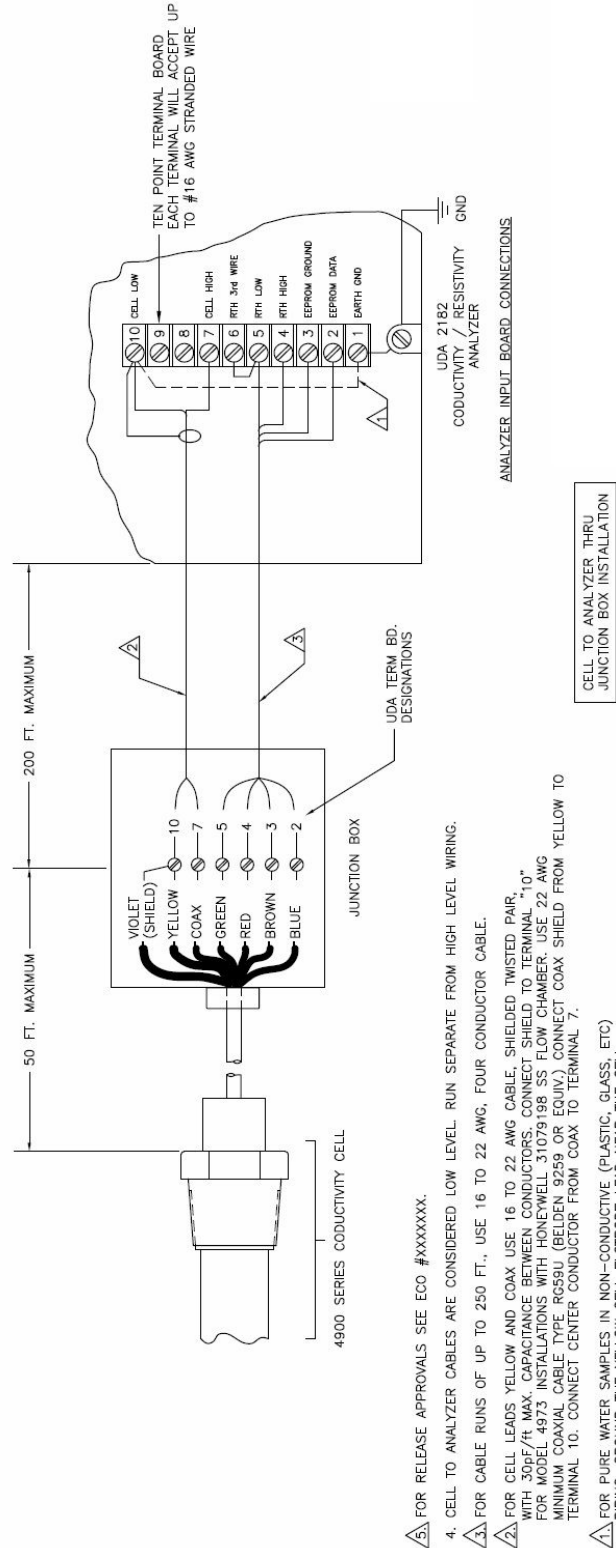 50 FT. MAXIMUM
200 FT. MAXIMUM
TEN POINT TERMINAL BOARD
EACH TERMINAL WILL ACCEPT UP
TO #16 AWG STRANDED WIRE
4900 SERIES CODUCTIVITY CELL
VIOLET
(SHIELD)
YELLOW
COAX
GREEN
RED
BROWN
BLUE
10
7
5
4
3
2
JUNCTION BOX
UDA TERM BD.
DESIGNATIONS
2
3
1
10 CELL LOW
9
8
7 CELL HIGH
6 RTH 3rd WIRE
5 RTH LOW
4 RTH HIGH
3 EEPROM GROUND
2 EEPROM DATA
1 EARTH GND
GND
UDA 2182
CODUCTIVITY / RESISTIVITY
ANALYZER
ANALYZER INPUT BOARD CONNECTIONS
5. FOR RELEASE APPROVALS SEE ECO #XXXXXXX.
4. CELL TO ANALYZER CABLES ARE CONSIDERED LOW LEVEL. RUN SEPARATE FROM HIGH LEVEL WIRING.
3. FOR CABLE RUNS OF UP TO 250 FT., USE 16 TO 22 AWG, FOUR CONDUCTOR CABLE.
2. FOR CELL LEADS YELLOW AND COAX USE 16 TO 22 AWG CABLE, SHIELDED TWISTED PAIR,
WITH 30pF/ft MAX. CAPACITANCE BETWEEN CONDUCTORS. CONNECT SHIELD TO TERMINAL "10"
FOR MODEL 4973 INSTALLATIONS WITH HONEYWELL 31079198 SS FLOW CHAMBER. USE 22 AWG
MINIMUM COAXIAL CABLE TYPE RG59U (BELDEN 9259 OR EQUIV.) CONNECT COAX SHIELD FROM YELLOW TO
TERMINAL 10. CONNECT CENTER CONDUCTOR FROM COAX TO TERMINAL 7.
1. FOR PURE WATER SAMPLES IN NON-CONDUCTIVE (PLASTIC, GLASS, ETC)
CELL TO ANALYZER THRU
JUNCTION BOX INSTALLATION